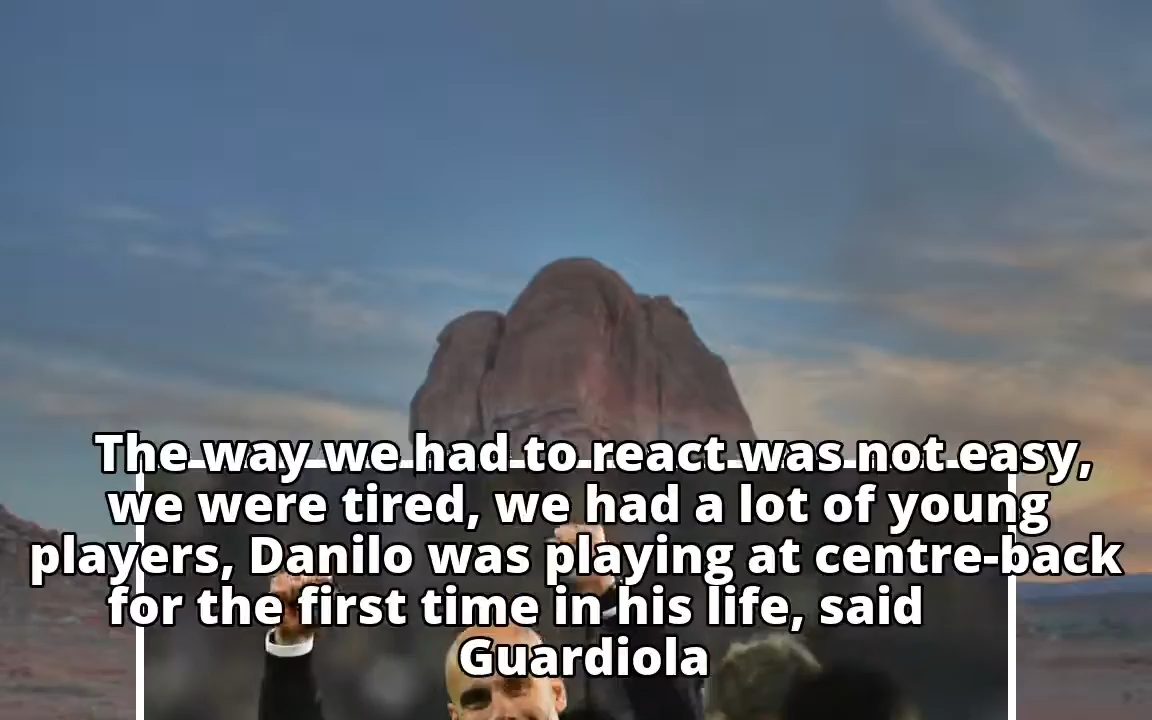 The way we had to react was not easy,
we were tired, we had a lot of young
players, Danilo was playing at centre-back
for the first time in his life, said
Guardiola